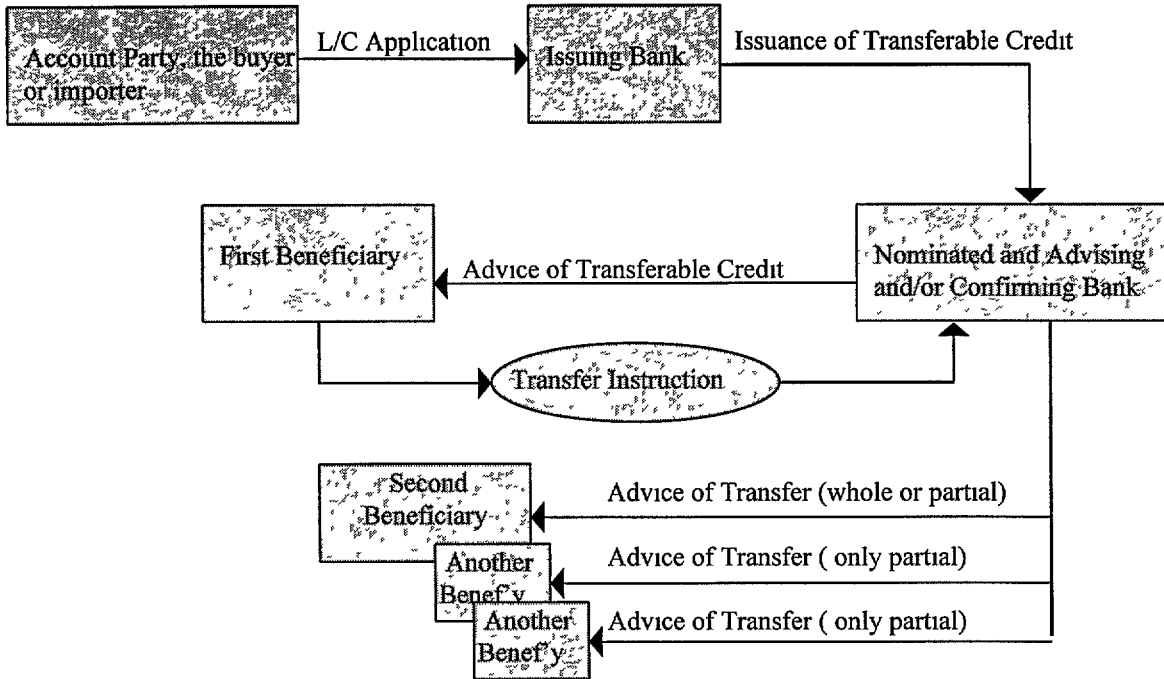 L/C Application
Issuance of Transferable Credit
Account Party, the buyer
or importer
Issuing Bank
First Beneficiary
Advice of Transferable Credit
Nominated and Advising
and/or Confirming Bank
Transfer Instruction
Second
Beneficiary
Advice of Transfer (whole or partial)
Another
Benef'y
Advice of Transfer ( only partial)
Another
Benef'y
Advice of Transfer ( only partial)